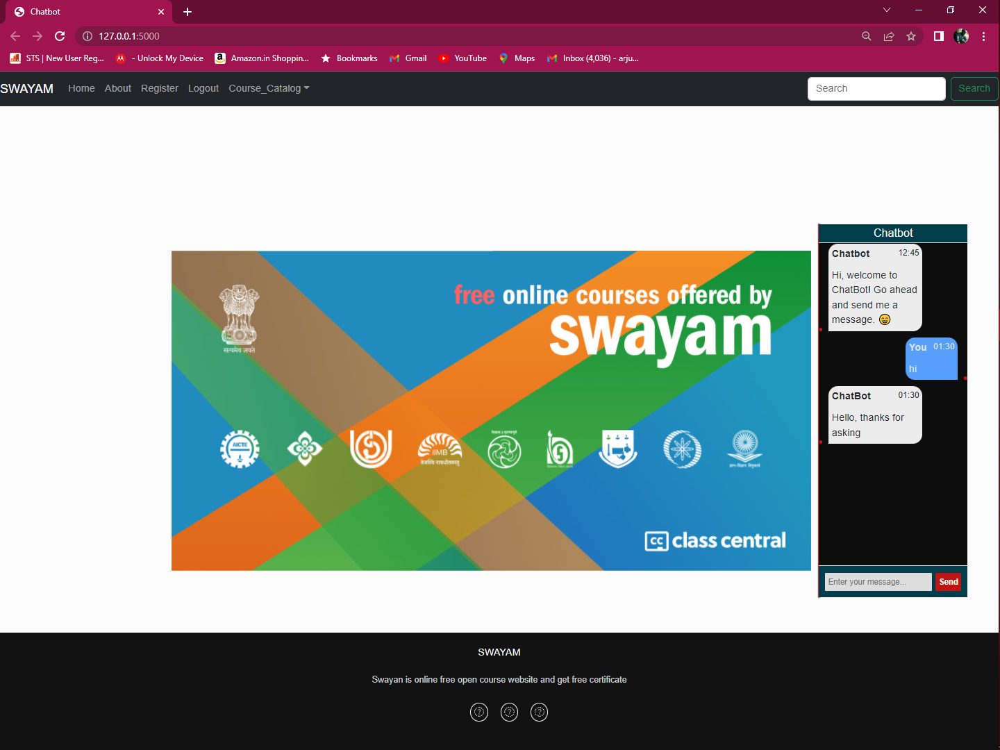 Chatbot
127.0.0.1:5000
STS | New User Reg...
- Unlock My Device
Amazon.in Shoppin...
Bookmarks
Gmail
YouTube
Maps
Inbox (4,036) - arju...
SWAYAM
Home
About
Register
Logout
Course_Catalog
Search
Search
free online courses offered by
swayam
सत्यमेव जयते
AICTE
IIMB
CC class central
Chatbot
Chatbot 12:45
Hi, welcome to
ChatBot! Go ahead
and send me a
message. 😄
You 01:30
hi
ChatBot 01:30
Hello, thanks for
asking
Enter your message...
Send
SWAYAM
Swayan is online free open course website and get free certificate